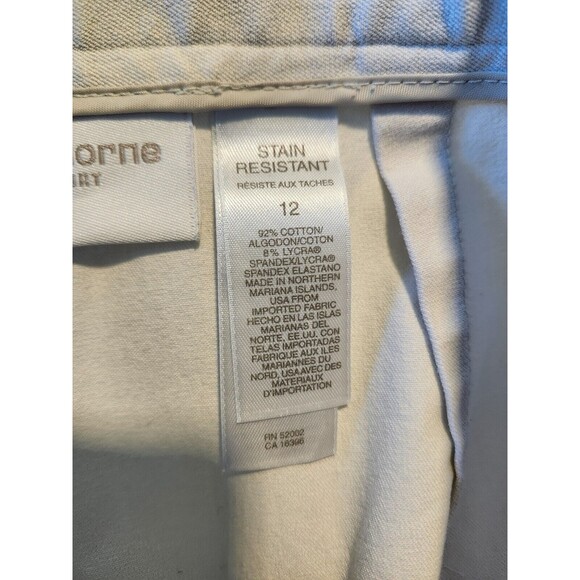 orne
RY
STAIN
RESISTANT
RÉSISTE AUX TACHES
12
92% COTTON/
ALGODON/COTON
8% LYCRA®
SPANDEX/LYCRA®
SPANDEX ELASTANO
MADE IN NORTHERN
MARIANA ISLANDS,
USA FROM
IMPORTED FABRIC
HECHO EN LAS ISLAS
MARIANAS DEL
NORTE, EE.UU. CON
TELAS IMPORTADAS
FABRIQUE AUX ILES
MARIANNES DU
NORD, USA AVEC DES
MATERIAUX
D'IMPORTATION
RN 52002
CA 16396